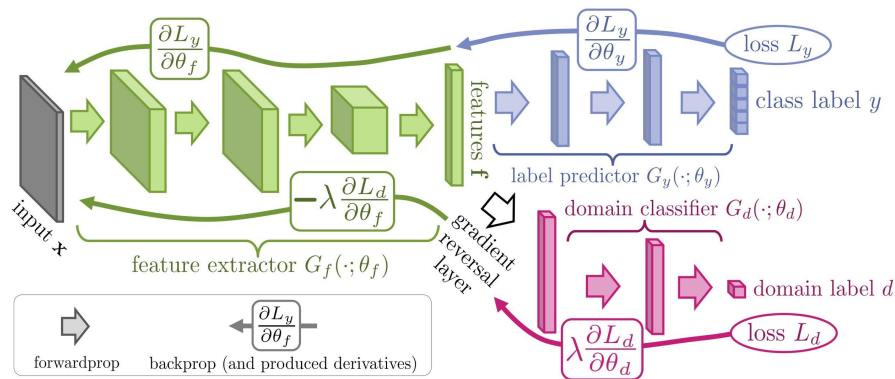 ∂L_y/∂θ_f
∂L_y/∂θ_y
loss L_y
features f
class label y
label predictor G_y(·; θ_y)
input x
−λ ∂L_d/∂θ_f
feature extractor G_f(·; θ_f)
gradient
reversal
layer
domain classifier G_d(·; θ_d)
domain label d
λ ∂L_d/∂θ_d
loss L_d
∂L_y/∂θ_f
forwardprop
backprop (and produced derivatives)